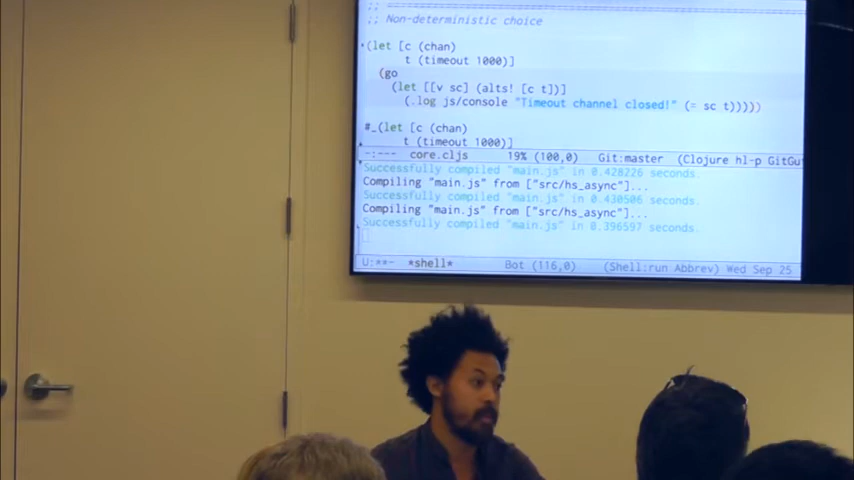 ;; Non-deterministic choice
(let [c (chan)
t (timeout 1000)]
(go
(let [[v sc] (alts! [c t])]
(.log js/console "Timeout channel closed!" (= sc t)))))
#_(let [c (chan)
t (timeout 1000)]
-:--- core.cljs 19% (100,0) Git:master (Clojure hl-p GitGu
Successfully compiled "main.js" in 0.428226 seconds.
Compiling "main.js" from ["src/hs_async"]...
Successfully compiled "main.js" in 0.430506 seconds.
Compiling "main.js" from ["src/hs_async"]...
Successfully compiled "main.js" in 0.396597 seconds.
U:**- *shell* Bot (116,0) (Shell:run Abbrev) Wed Sep 25